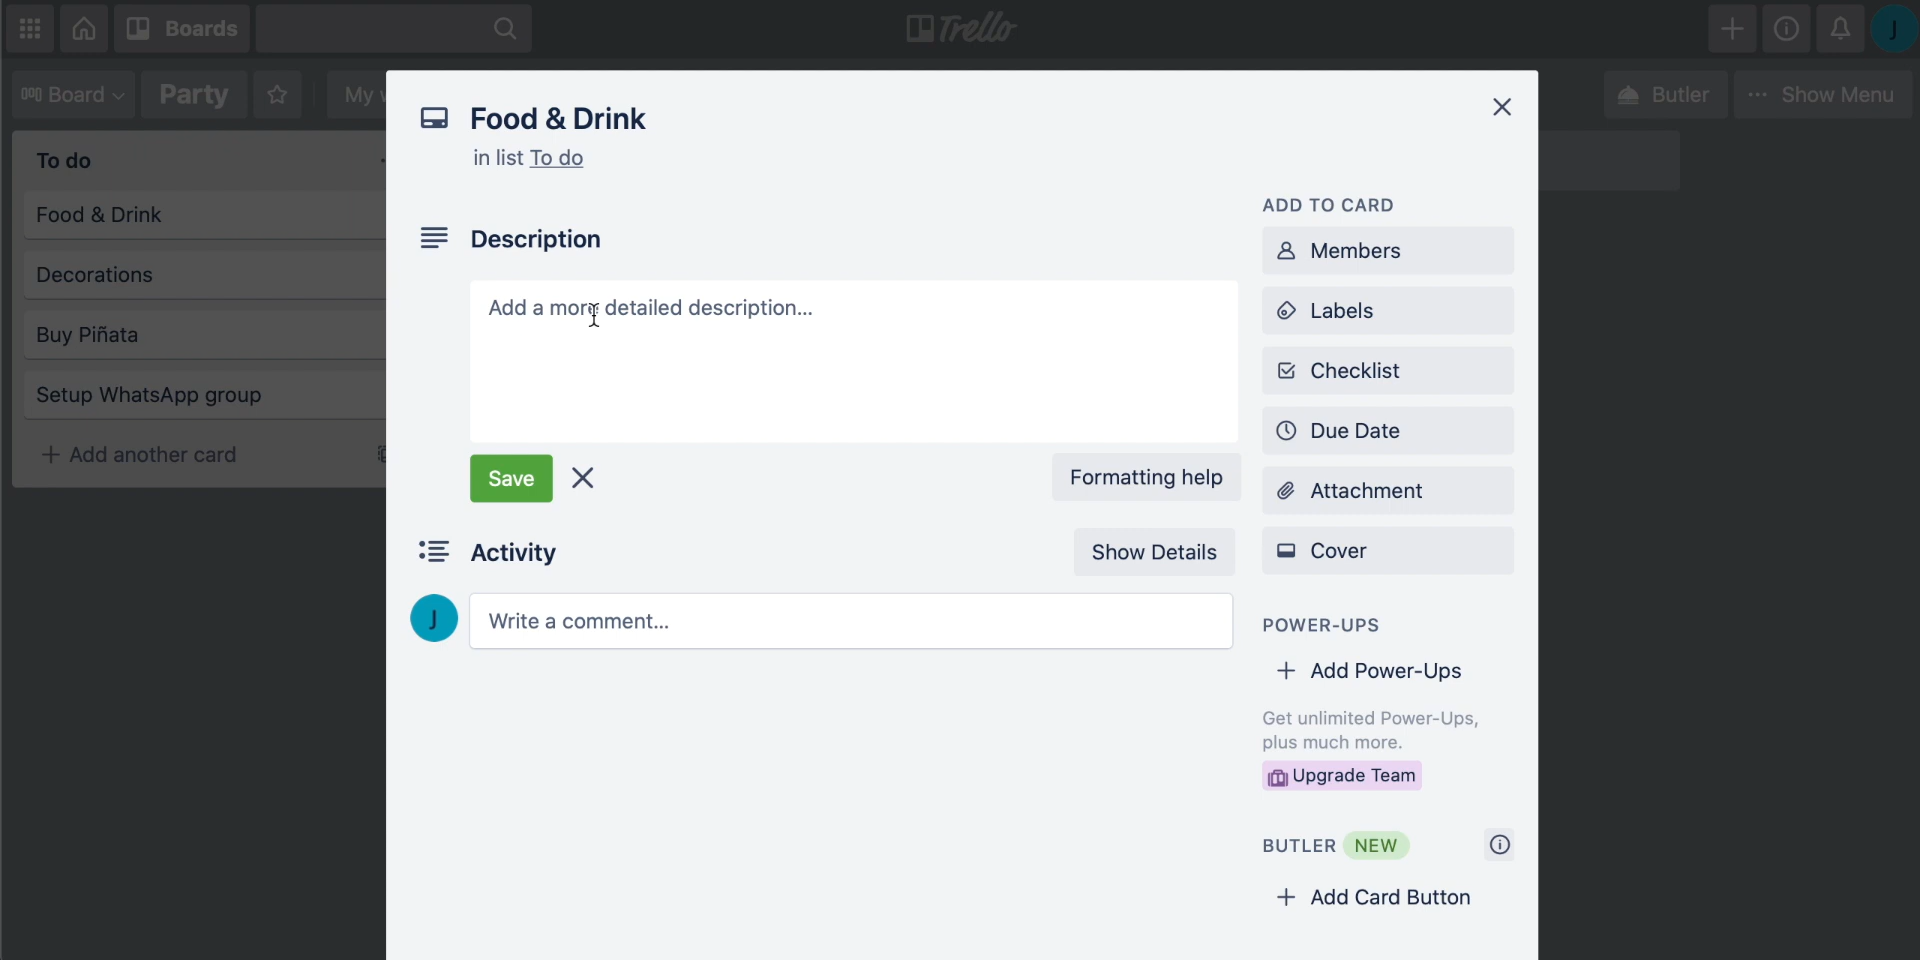 Boards
Trello
J
Board
Party
My
Butler
Show Menu
To do
Food & Drink
Decorations
Buy Piñata
Setup WhatsApp group
Add another card
Food & Drink
in list To do
Description
Add a more detailed description...
Save
Formatting help
Activity
Show Details
J
Write a comment...
ADD TO CARD
Members
Labels
Checklist
Due Date
Attachment
Cover
POWER-UPS
Add Power-Ups
Get unlimited Power-Ups,
plus much more.
Upgrade Team
BUTLER NEW
Add Card Button